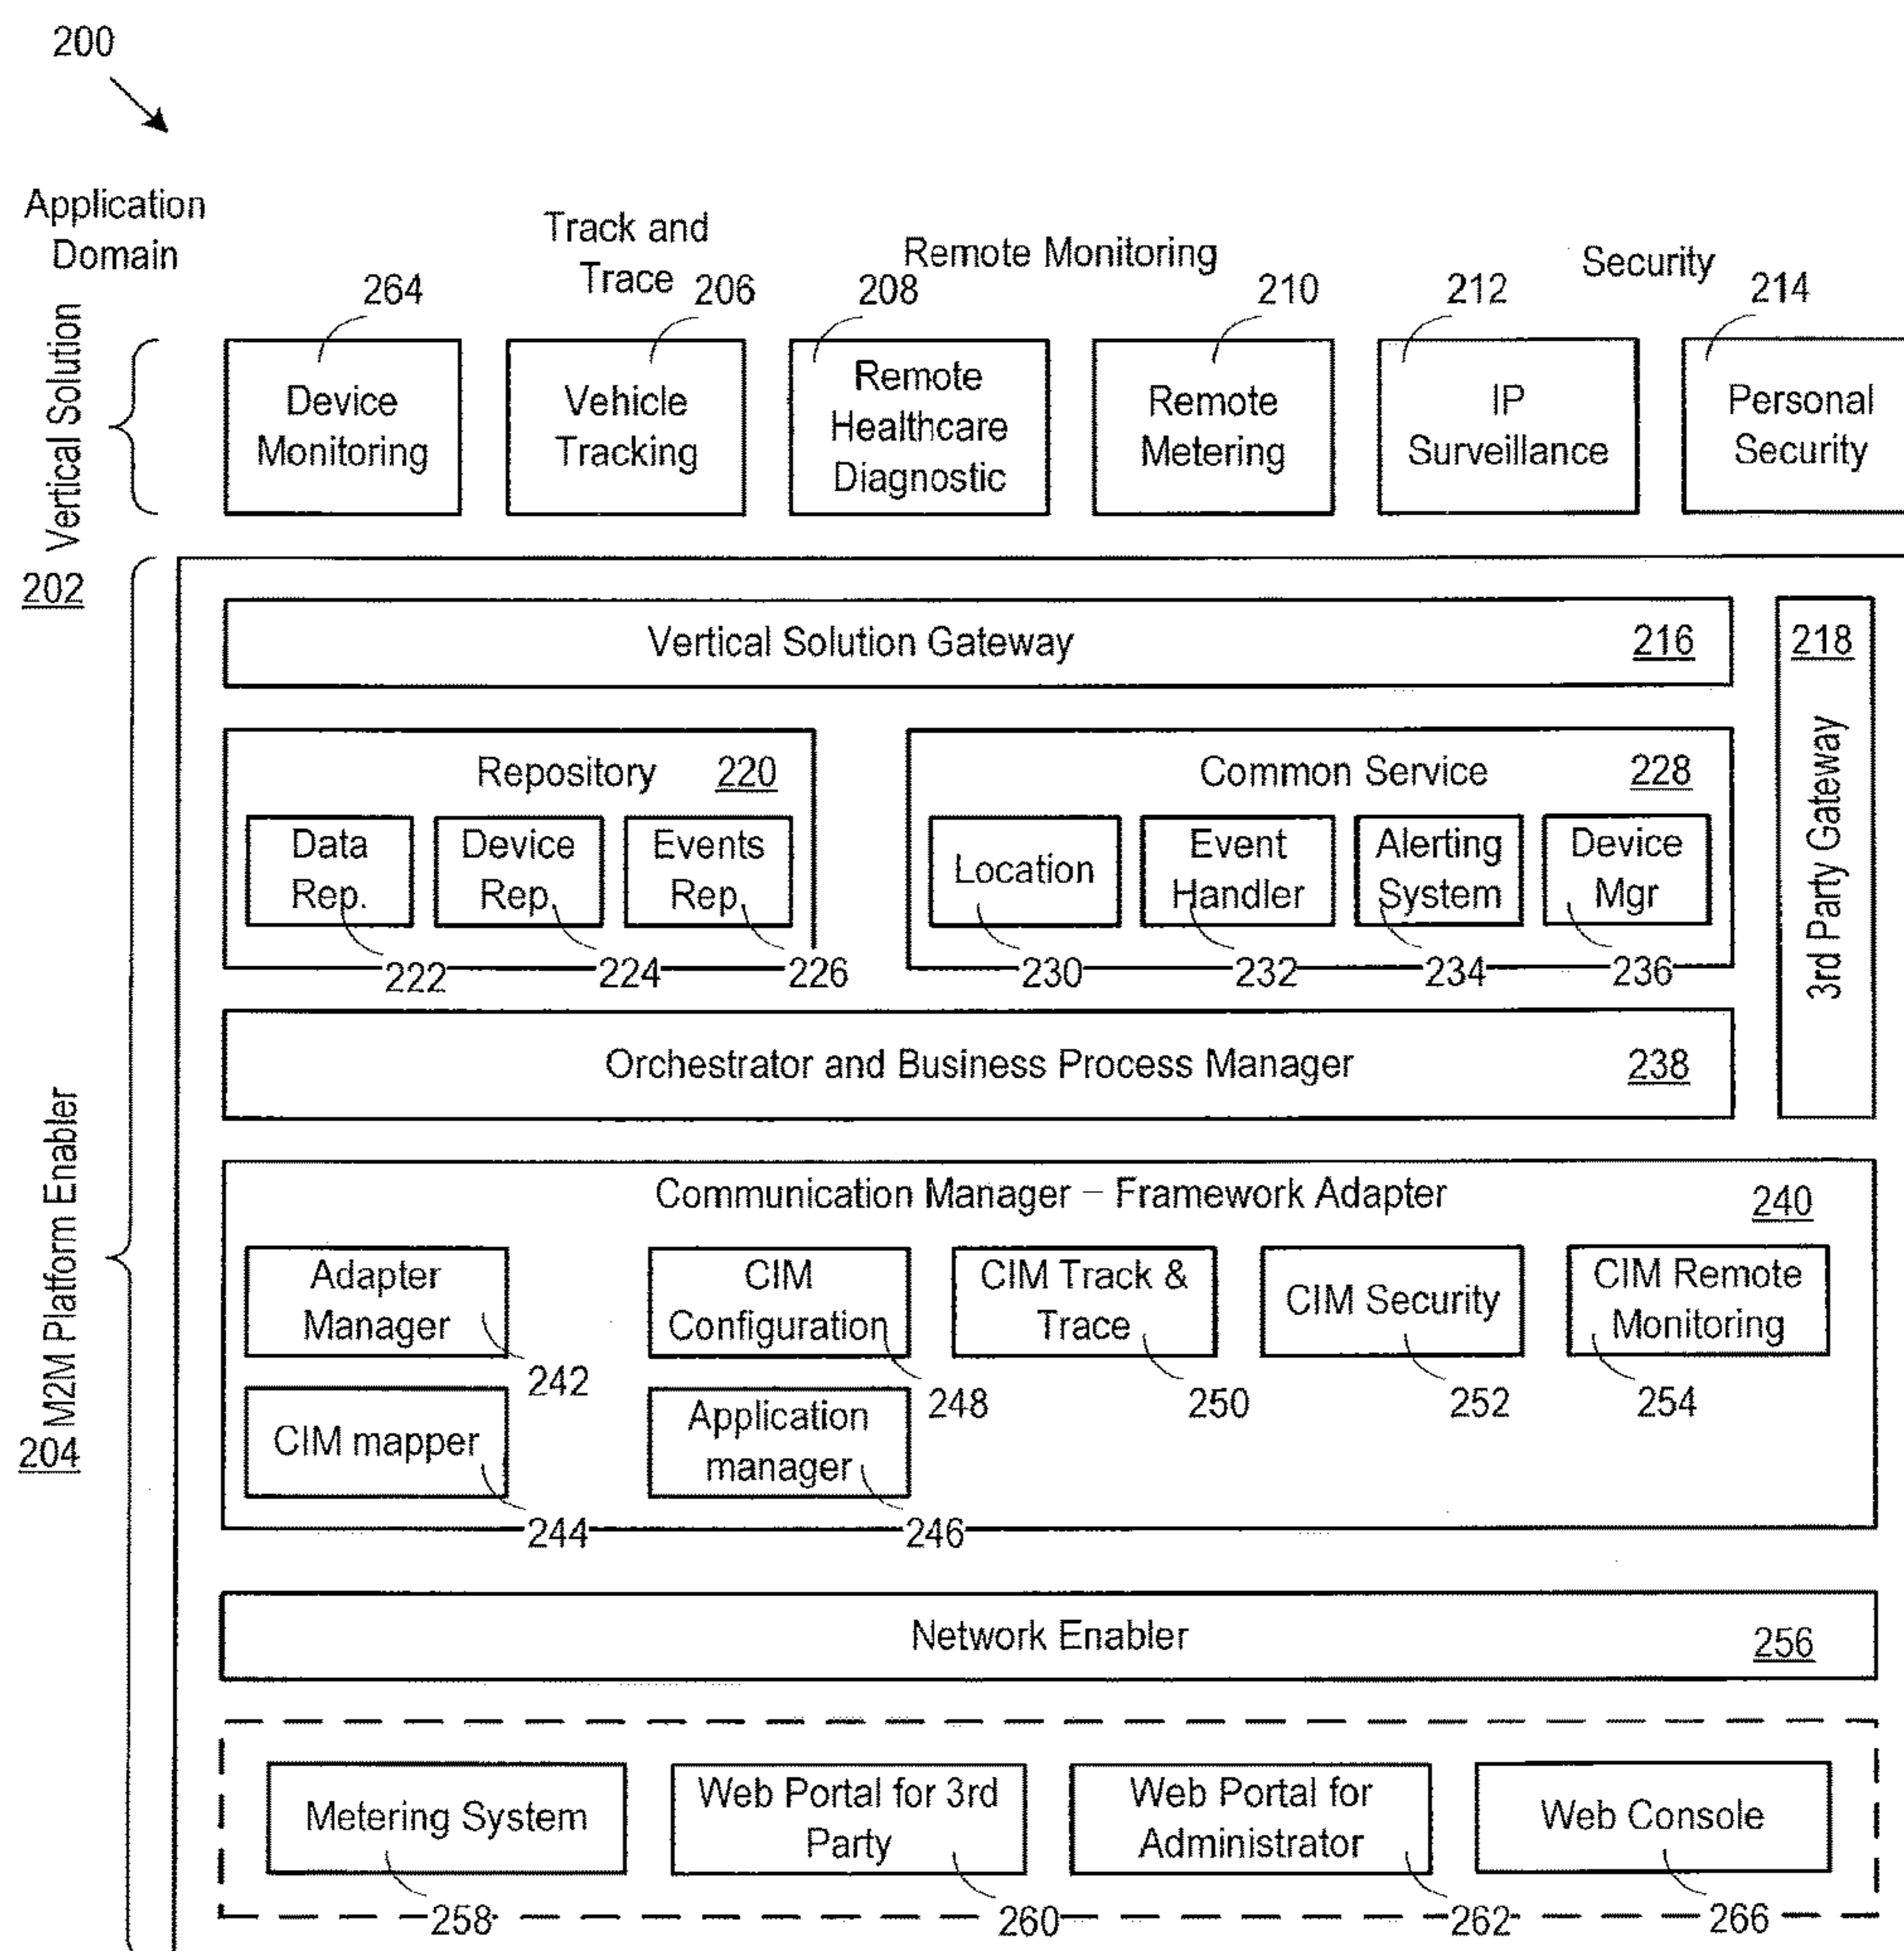 200
Application
Domain
Track and
Trace
Remote Monitoring
Security
264
206
208
210
212
214
Vertical Solution
202
Device
Monitoring
Vehicle
Tracking
Remote
Healthcare
Diagnostic
Remote
Metering
IP
Surveillance
Personal
Security
M2M Platform Enabler
204
Vertical Solution Gateway
216
218
3rd Party Gateway
Repository
220
Data
Rep.
Device
Rep.
Events
Rep.
222
224
226
Common Service
228
Location
Event
Handler
Alerting
System
Device
Mgr
230
232
234
236
Orchestrator and Business Process Manager
238
Communication Manager – Framework Adapter
240
Adapter
Manager
242
CIM
Configuration
248
CIM Track &
Trace
250
CIM Security
252
CIM Remote
Monitoring
254
CIM mapper
244
Application
manager
246
Network Enabler
256
Metering System
258
Web Portal for 3rd
Party
260
Web Portal for
Administrator
262
Web Console
266